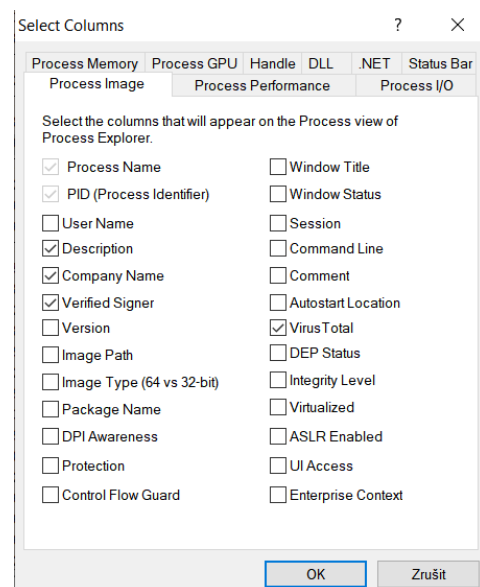 Select Columns
?
Process Memory
Process GPU
Handle
DLL
.NET
Status Bar
Process Image
Process Performance
Process I/O
Select the columns that will appear on the Process view of
Process Explorer.
Process Name
PID (Process Identifier)
User Name
Description
Company Name
Verified Signer
Version
Image Path
Image Type (64 vs 32-bit)
Package Name
DPI Awareness
Protection
Control Flow Guard
Window Title
Window Status
Session
Command Line
Comment
Autostart Location
VirusTotal
DEP Status
Integrity Level
Virtualized
ASLR Enabled
UI Access
Enterprise Context
OK
Zrušit